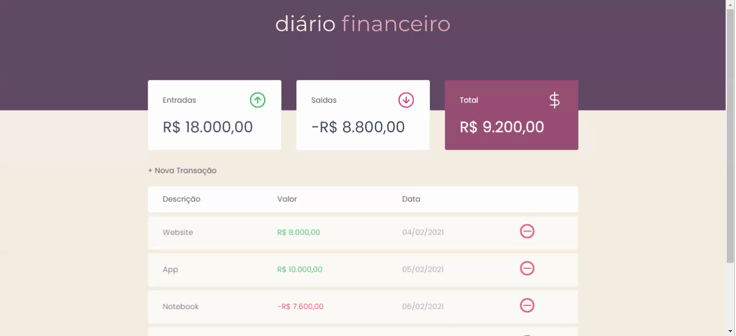 diário financeiro
Entradas
R$ 18.000,00
Saídas
-R$ 8.800,00
Total
$
R$ 9.200,00
+ Nova Transação
Descrição Valor Data
Website R$ 8.000,00 04/02/2021
App R$ 10.000,00 05/02/2021
Notebook -R$ 7.600,00 06/02/2021